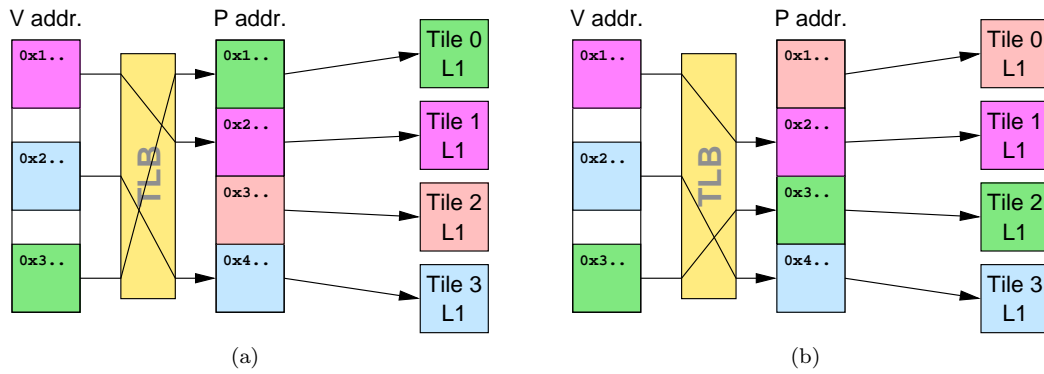 V addr.
P addr.
0x1..
0x2..
0x3..
TLB
0x1..
0x2..
0x3..
0x4..
Tile 0
L1
Tile 1
L1
Tile 2
L1
Tile 3
L1
(a)
V addr.
P addr.
0x1..
0x2..
0x3..
TLB
0x1..
0x2..
0x3..
0x4..
Tile 0
L1
Tile 1
L1
Tile 2
L1
Tile 3
L1
(b)